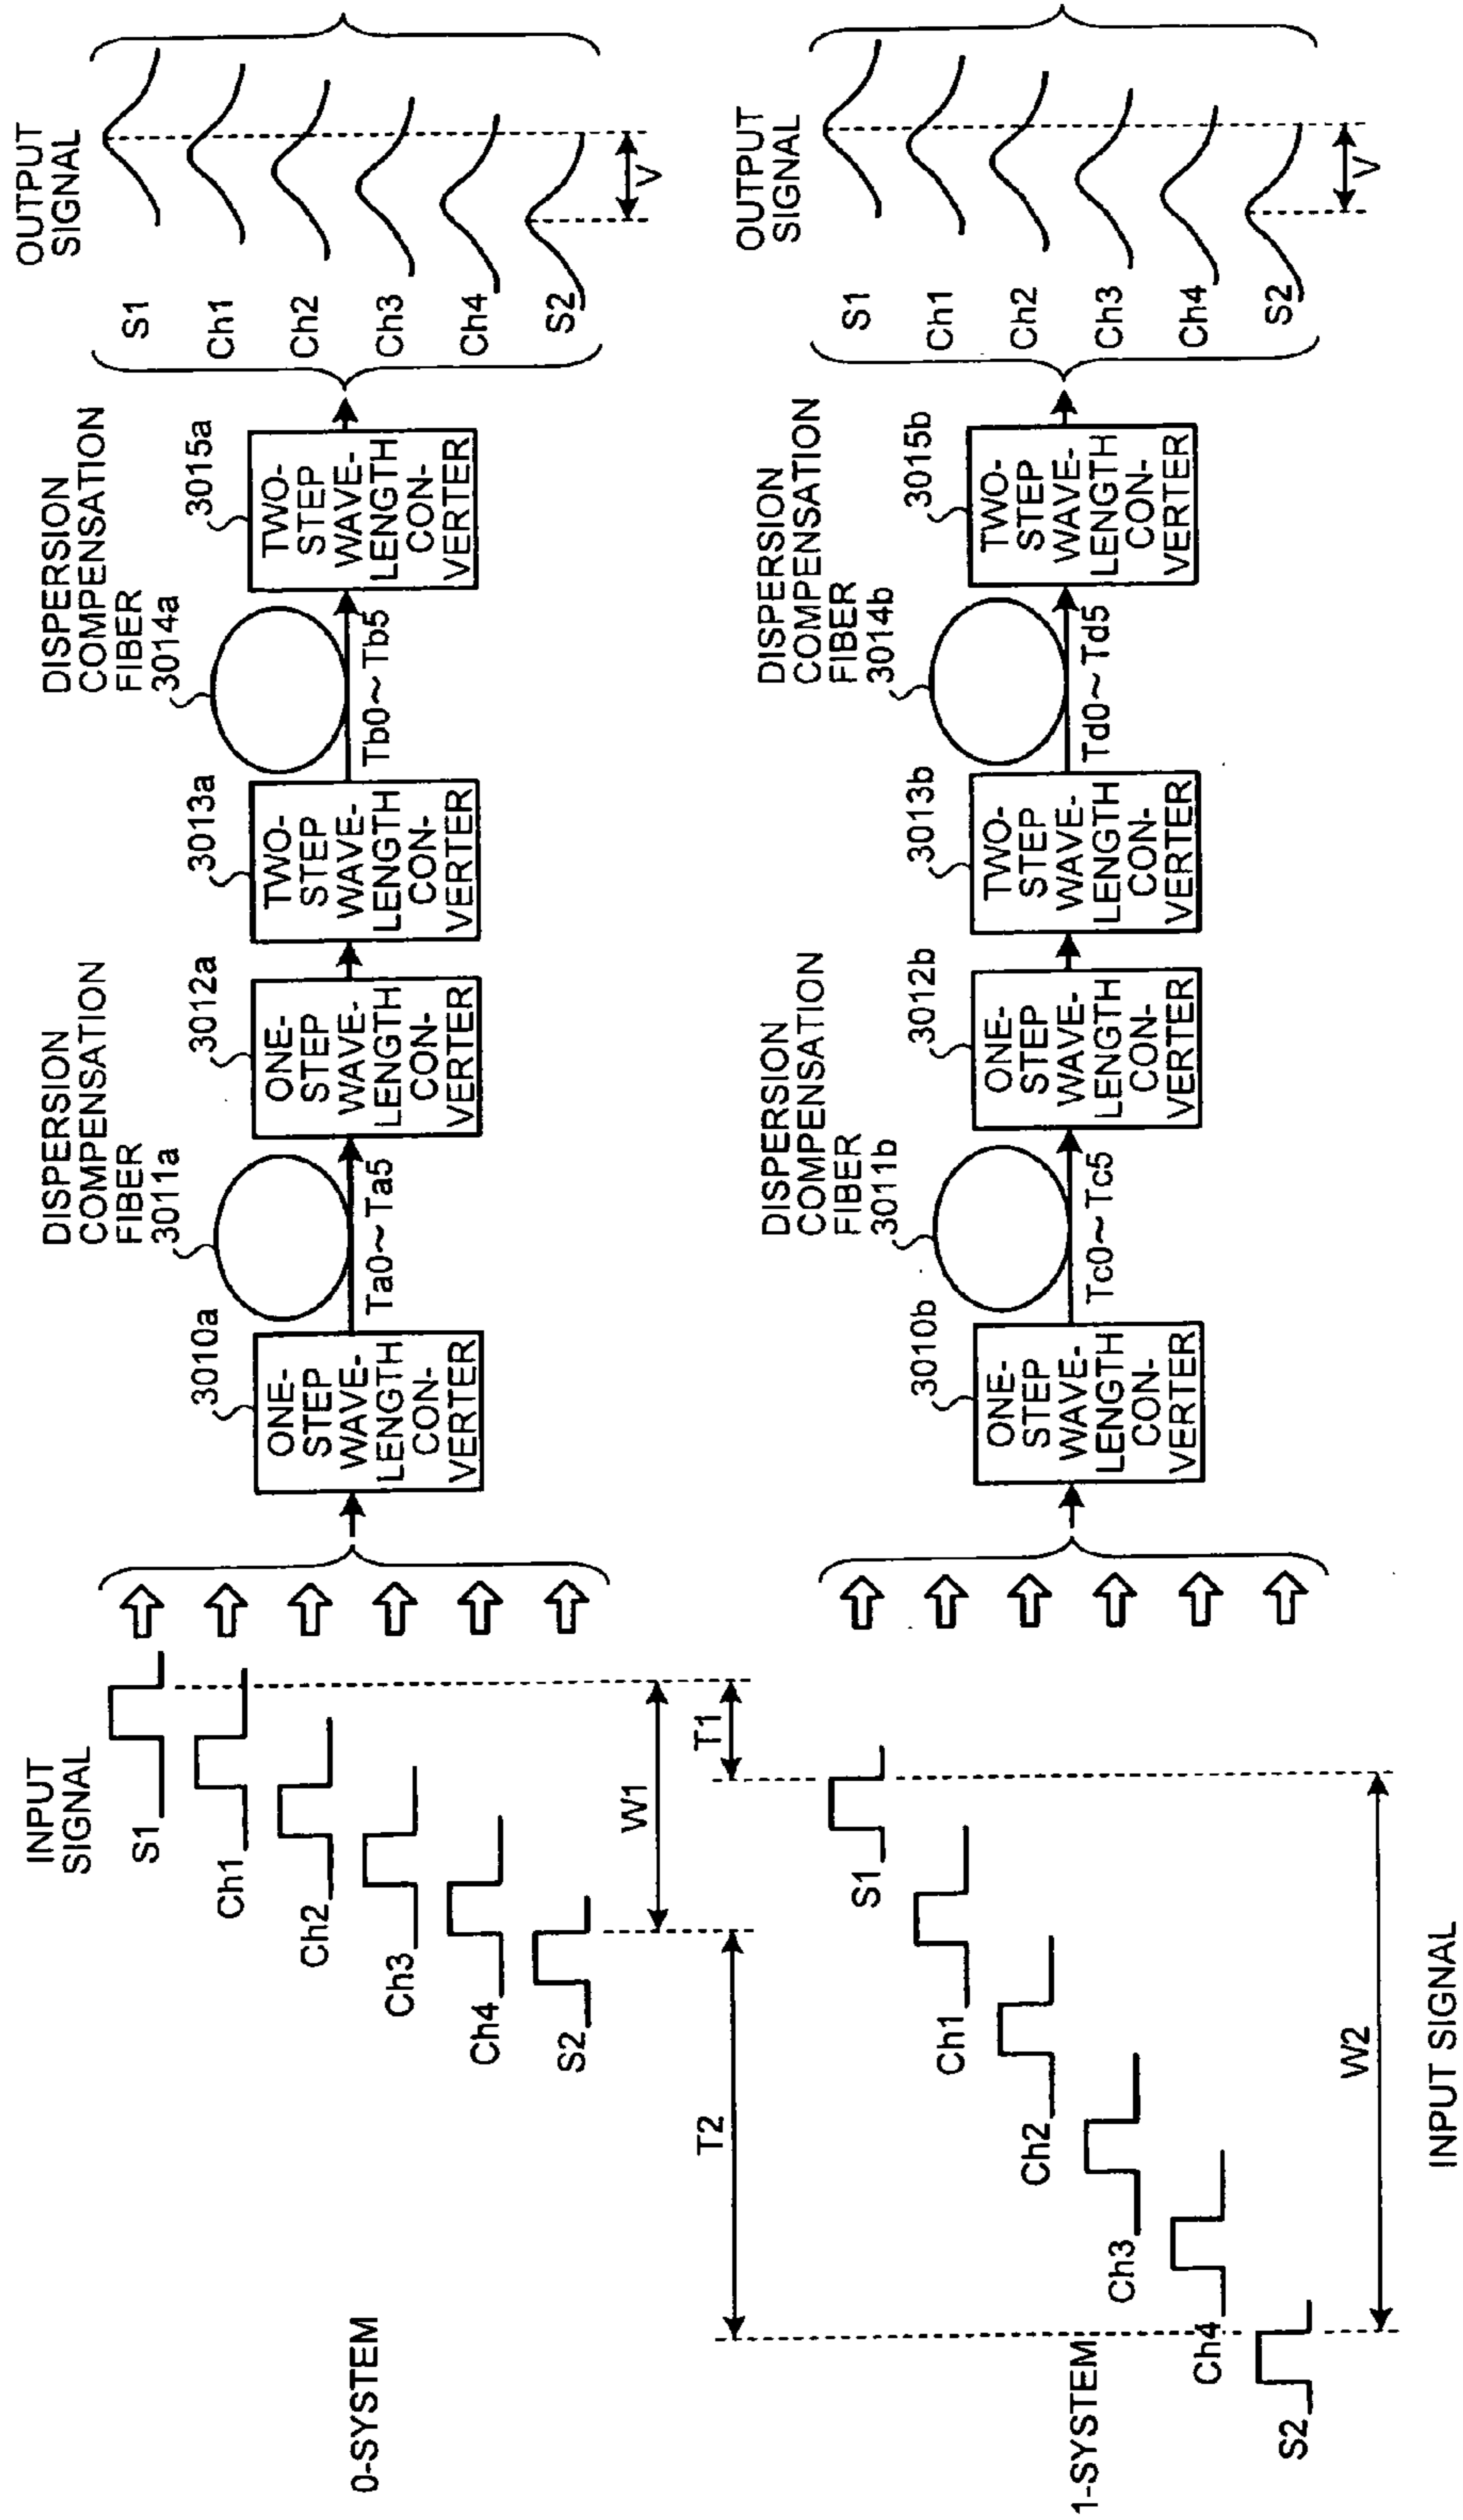 0-SYSTEM
INPUT
SIGNAL
S1
Ch1
Ch2
Ch3
Ch4
S2
W1
T1
T2
3010a
ONE-
STEP
WAVE-
LENGTH
CON-
VERTER
DISPERSION
COMPENSATION
FIBER
3011a
Ta0~Ta5
3012a
ONE-
STEP
WAVE-
LENGTH
CON-
VERTER
3013a
TWO-
STEP
WAVE-
LENGTH
CON-
VERTER
DISPERSION
COMPENSATION
FIBER
3014a
Tb0~Tb5
3015a
TWO-
STEP
WAVE-
LENGTH
CON-
VERTER
OUTPUT
SIGNAL
S1
Ch1
Ch2
Ch3
Ch4
S2
V
1-SYSTEM
S1
Ch1
Ch2
Ch3
Ch4
S2
W2
INPUT SIGNAL
3010b
ONE-
STEP
WAVE-
LENGTH
CON-
VERTER
DISPERSION
COMPENSATION
FIBER
3011b
Tc0~Tc5
3012b
ONE-
STEP
WAVE-
LENGTH
CON-
VERTER
3013b
TWO-
STEP
WAVE-
LENGTH
CON-
VERTER
DISPERSION
COMPENSATION
FIBER
3014b
Td0~Td5
3015b
TWO-
STEP
WAVE-
LENGTH
CON-
VERTER
OUTPUT
SIGNAL
S1
Ch1
Ch2
Ch3
Ch4
S2
V